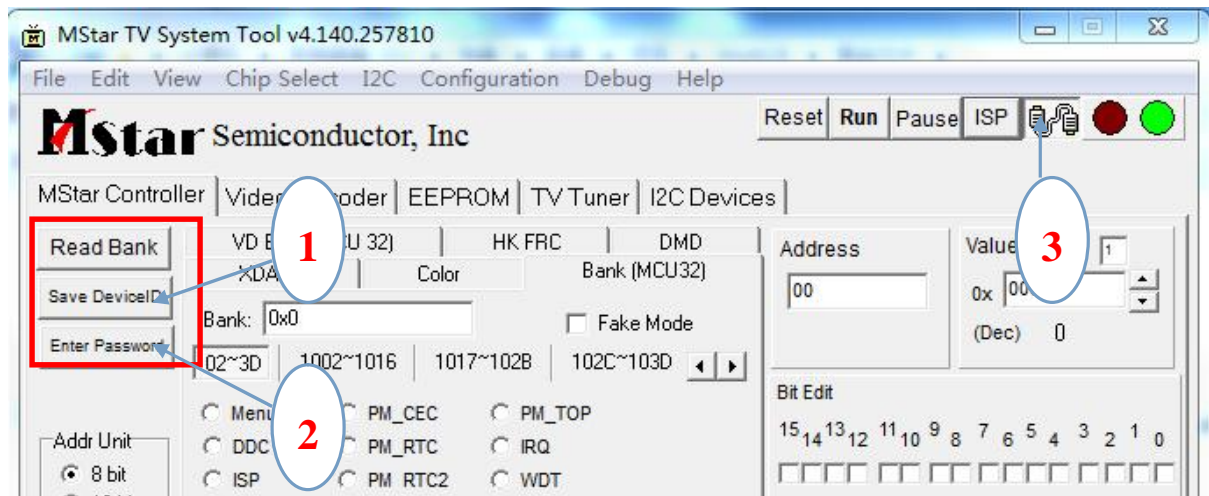 MStar TV System Tool v4.140.257810
File Edit View Chip Select I2C Configuration Debug Help
Reset Run Pause ISP
MStar Semiconductor, Inc
MStar Controller Video EEPROM TV Tuner I2C Devices
Read Bank
Save DeviceID
Enter Password
1
2
3
VD HK FRC DMD
32)
Color Bank (MCU32)
Bank: 0x0
Fake Mode
02~3D 1002~1016 1017~102B 102C~103D
Menu PM_CEC PM_TOP
DDC PM_RTC IRQ
ISP PM RTC2 WDT
Addr Unit
8 bit
Address
00
Value 1
0x 00
(Dec) 0
Bit Edit
15 14 13 12 11 10 9 8 7 6 5 4 3 2 1 0